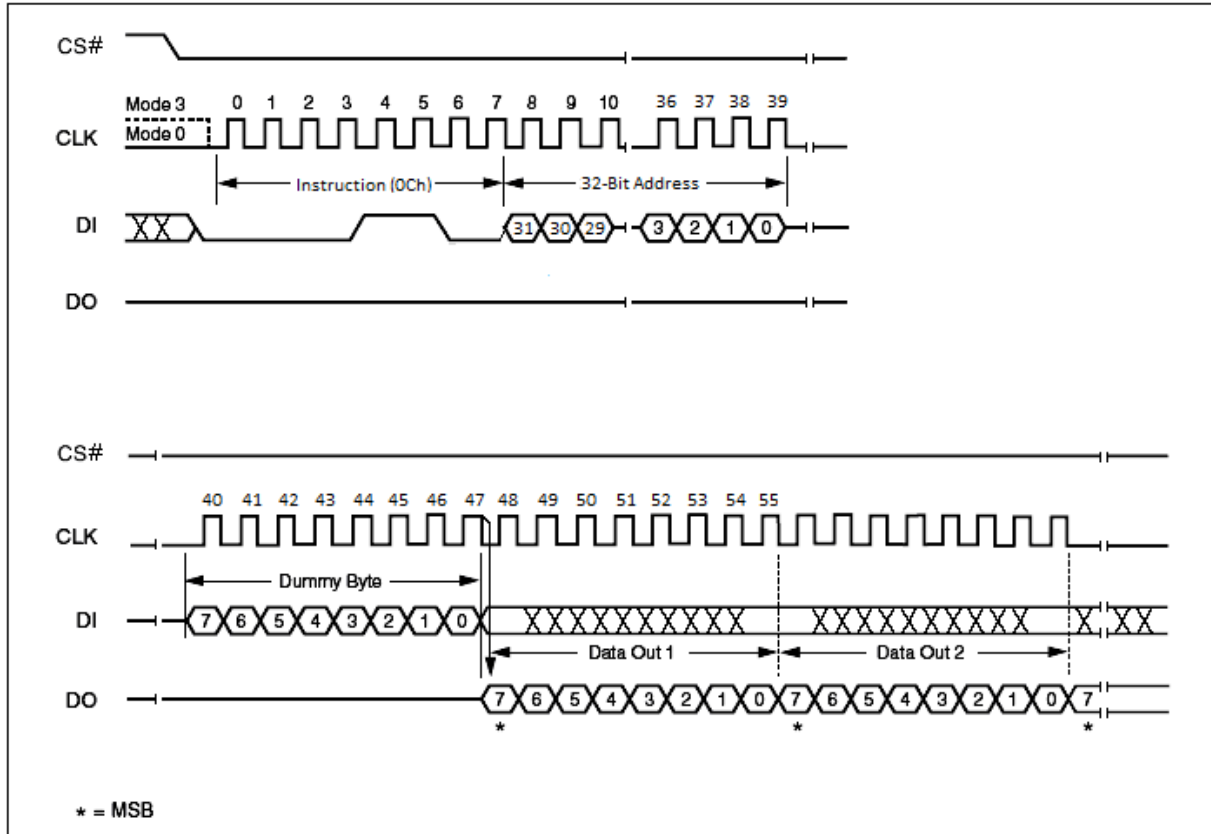 CS#
Mode 3 0 1 2 3 4 5 6 7 8 9 10 36 37 38 39
Mode 0
CLK
Instruction (0Ch) 32-Bit Address
DI 31 30 29 3 2 1 0
DO
CS#
40 41 42 43 44 45 46 47 48 49 50 51 52 53 54 55
CLK
Dummy Byte
DI 7 6 5 4 3 2 1 0
Data Out 1 Data Out 2
DO 7 6 5 4 3 2 1 0 7 6 5 4 3 2 1 0 7
* * *
* = MSB